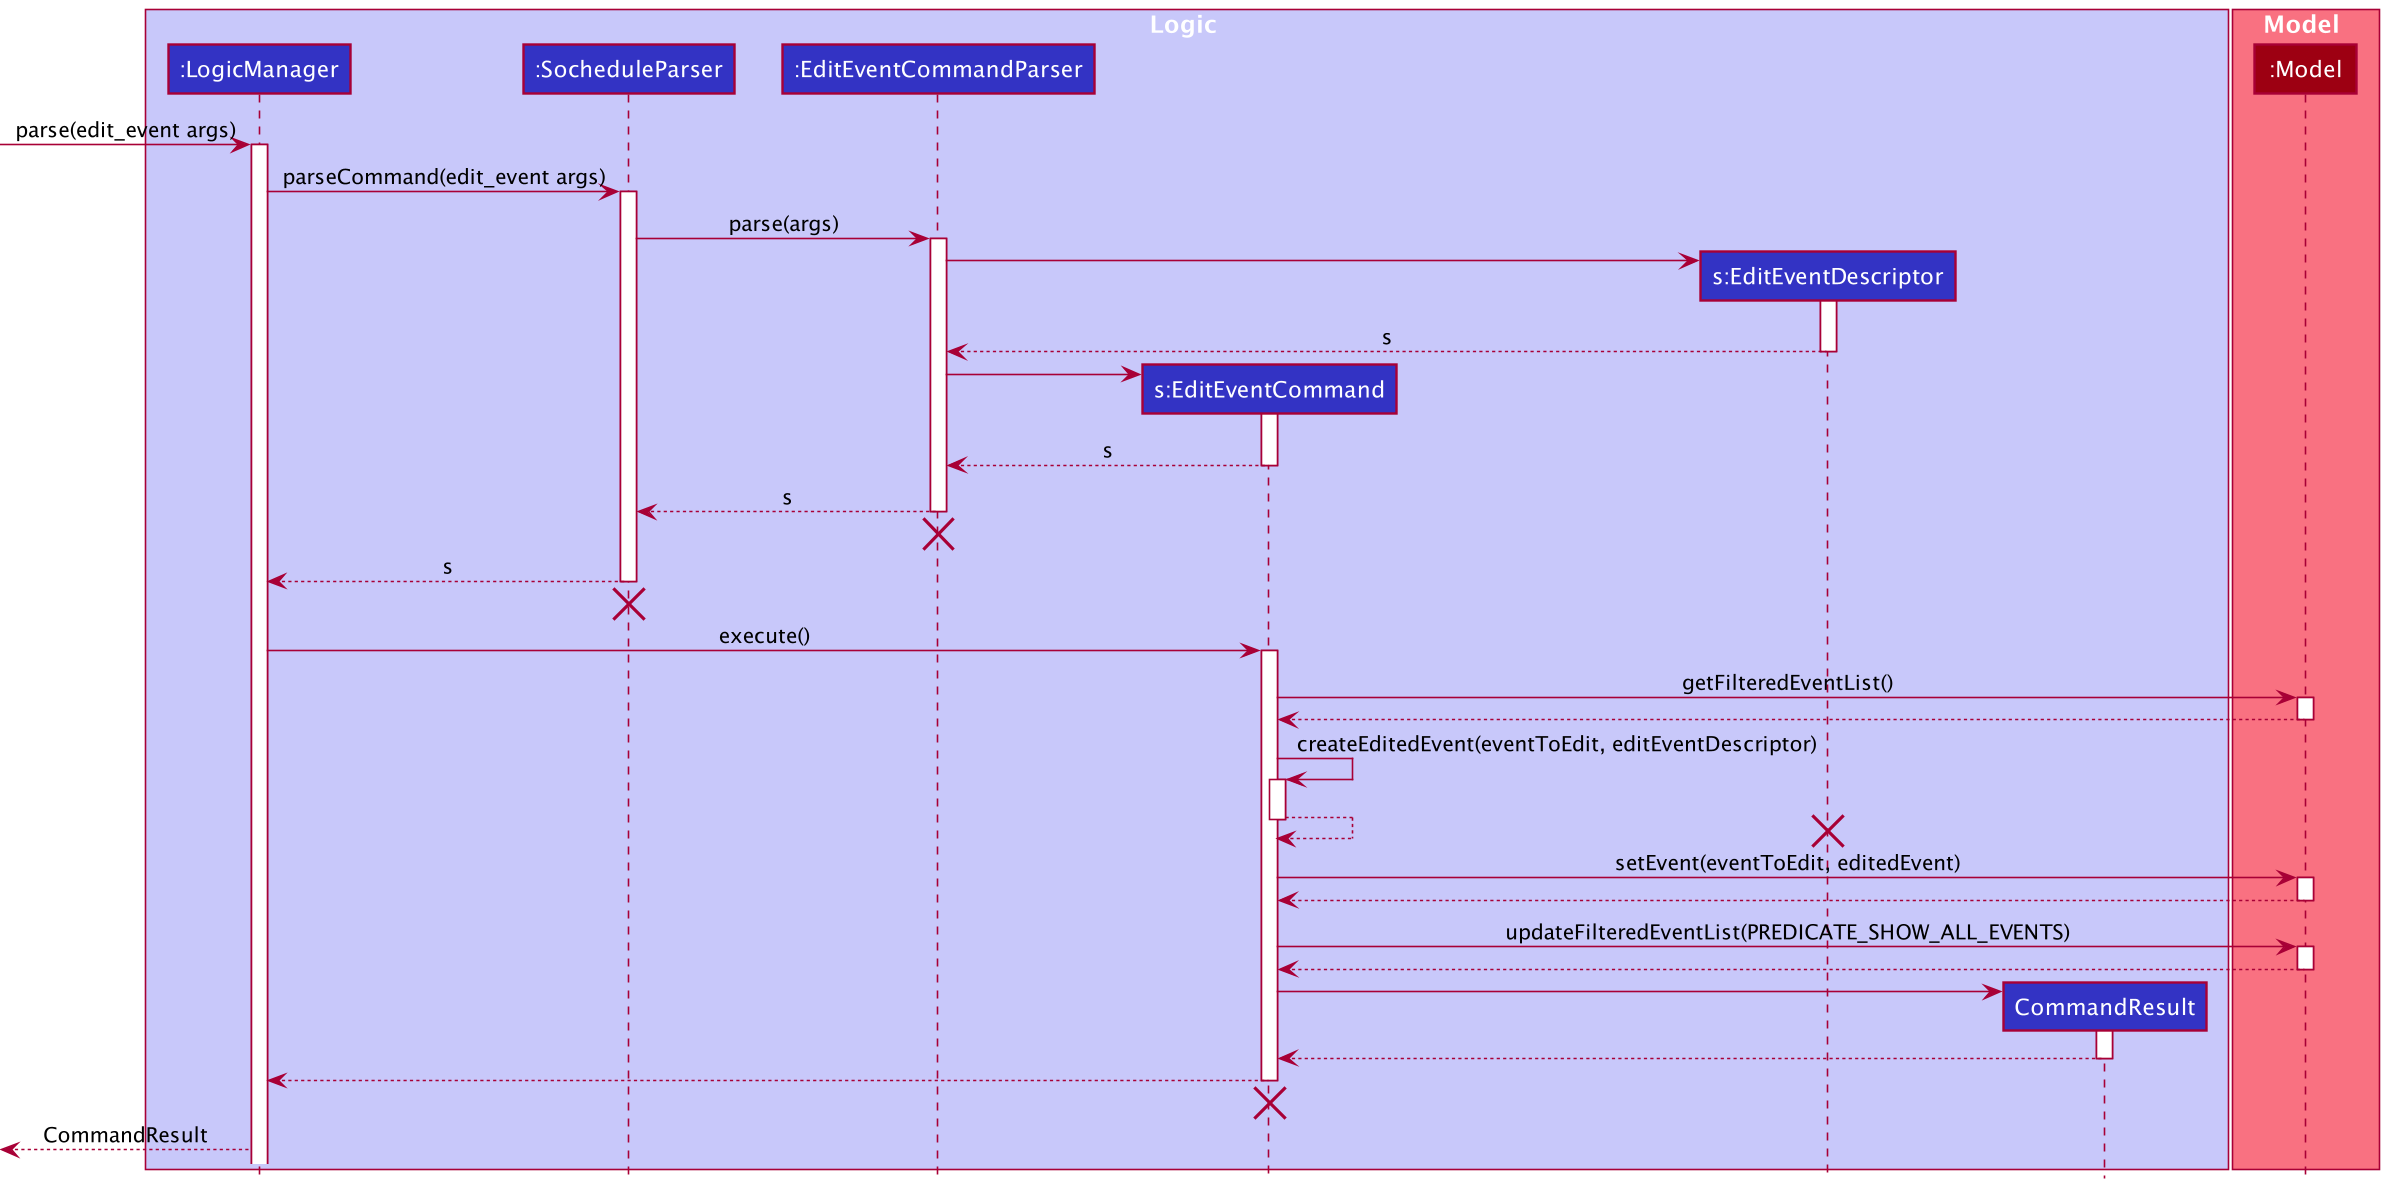 Logic
Model
:LogicManager
:SocheduleParser
:EditEventCommandParser
:Model
parse(edit_event args)
parseCommand(edit_event args)
parse(args)
s:EditEventDescriptor
s
s:EditEventCommand
s
s
s
execute()
getFilteredEventList()
createEditedEvent(eventToEdit, editEventDescriptor)
setEvent(eventToEdit, editedEvent)
updateFilteredEventList(PREDICATE_SHOW_ALL_EVENTS)
CommandResult
CommandResult